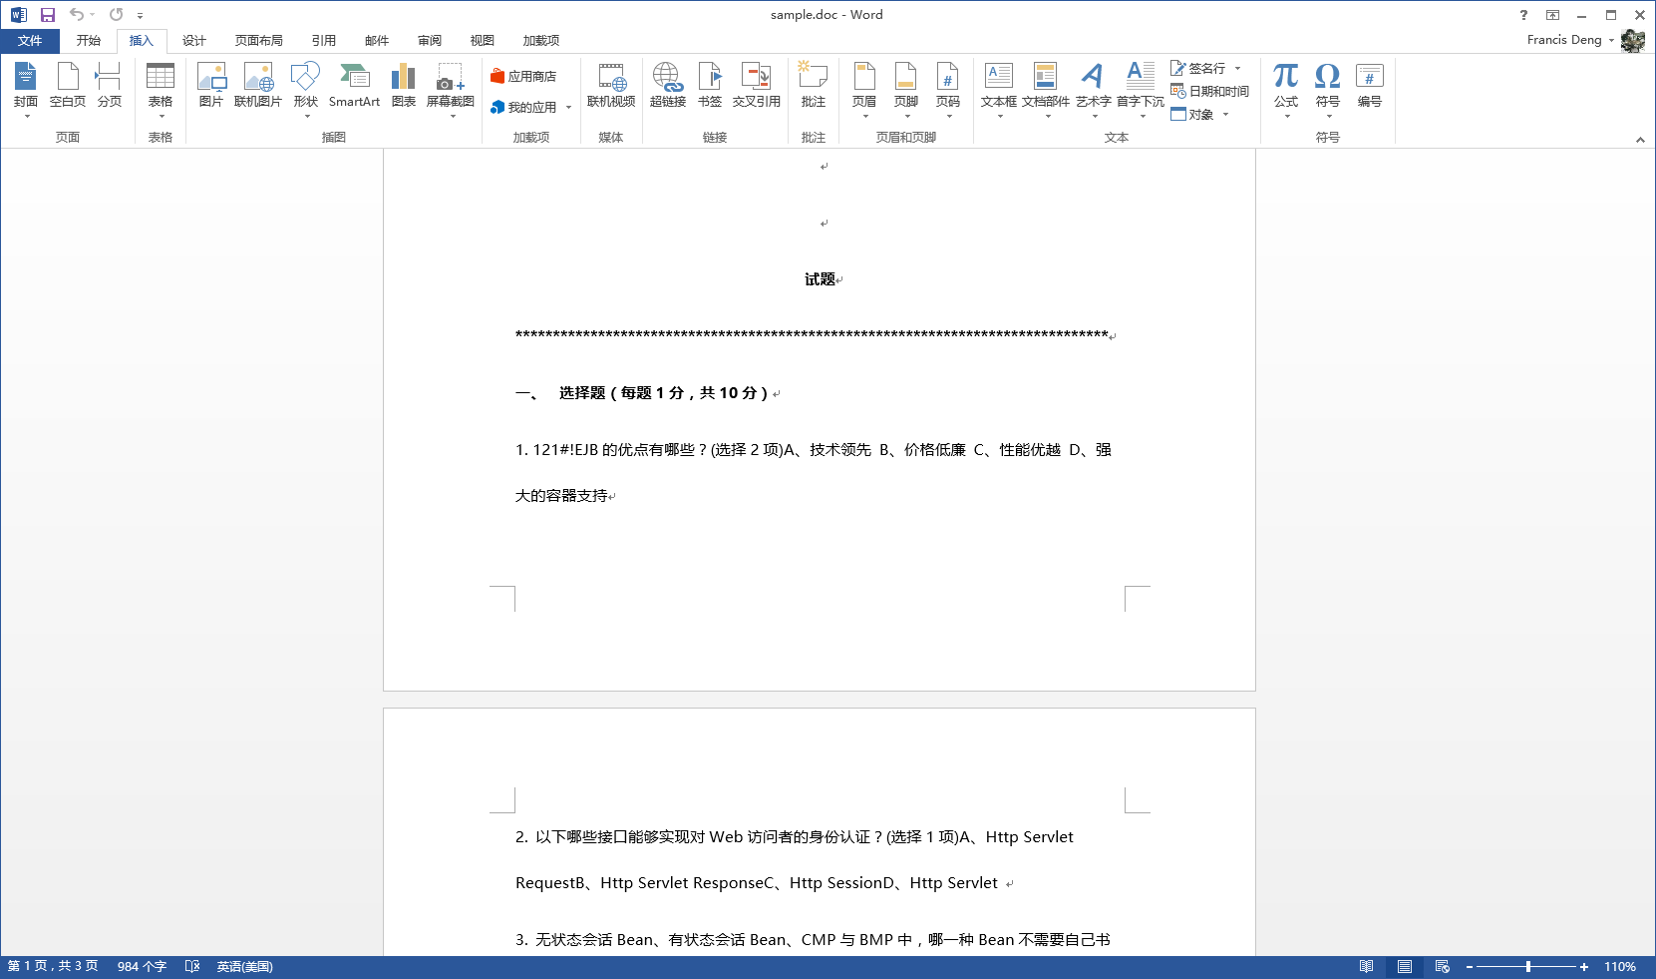 sample.doc - Word
文件 开始 插入 设计 页面布局 引用 邮件 审阅 视图 加载项 Francis Deng
封面 空白页 分页 表格 图片 联机图片 形状 SmartArt 图表 屏幕截图 应用商店 我的应用 联机视频 超链接 书签 交叉引用 批注 页眉 页脚 页码 文本框 文档部件 艺术字 首字下沉 签名行 日期和时间 对象 公式 符号 编号
页面 表格 插图 加载项 媒体 链接 批注 页眉和页脚 文本 符号
试题
*******************************************************************************
一、 选择题（每题 1 分，共 10 分）
1. 121#!EJB 的优点有哪些？(选择 2 项)A、技术领先 B、价格低廉 C、性能优越 D、强
大的容器支持
2. 以下哪些接口能够实现对 Web 访问者的身份认证？(选择 1 项)A、Http Servlet
RequestB、Http Servlet ResponseC、Http SessionD、Http Servlet
3. 无状态会话 Bean、有状态会话 Bean、CMP 与 BMP 中，哪一种 Bean 不需要自己书
第 1 页，共 3 页 984 个字 英语(美国) 110%